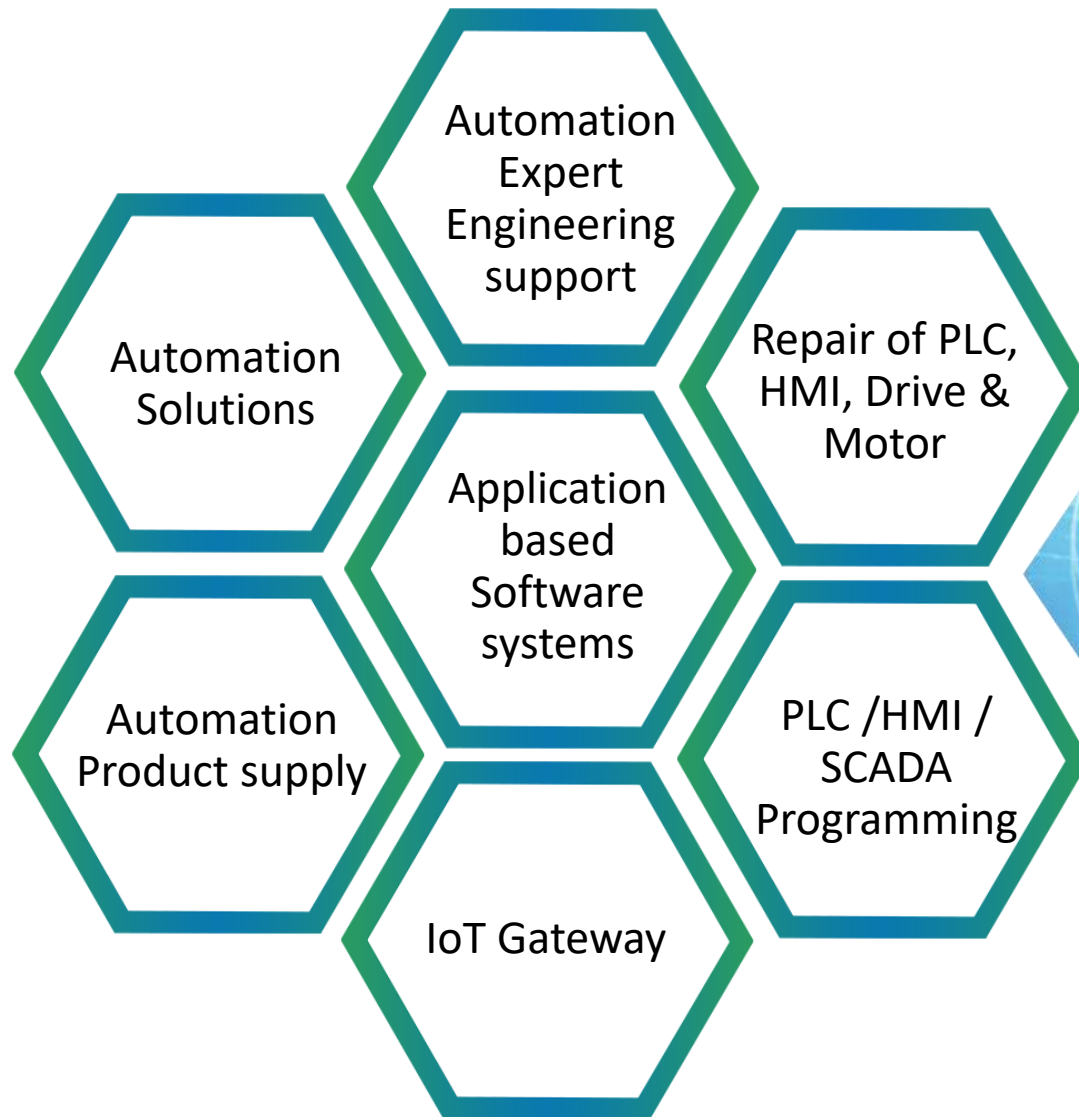 Automation
Expert
Engineering
support
Automation
Solutions
Repair of PLC,
HMI, Drive &
Motor
Application
based
Software
systems
Automation
Product supply
PLC /HMI /
SCADA
Programming
IoT Gateway